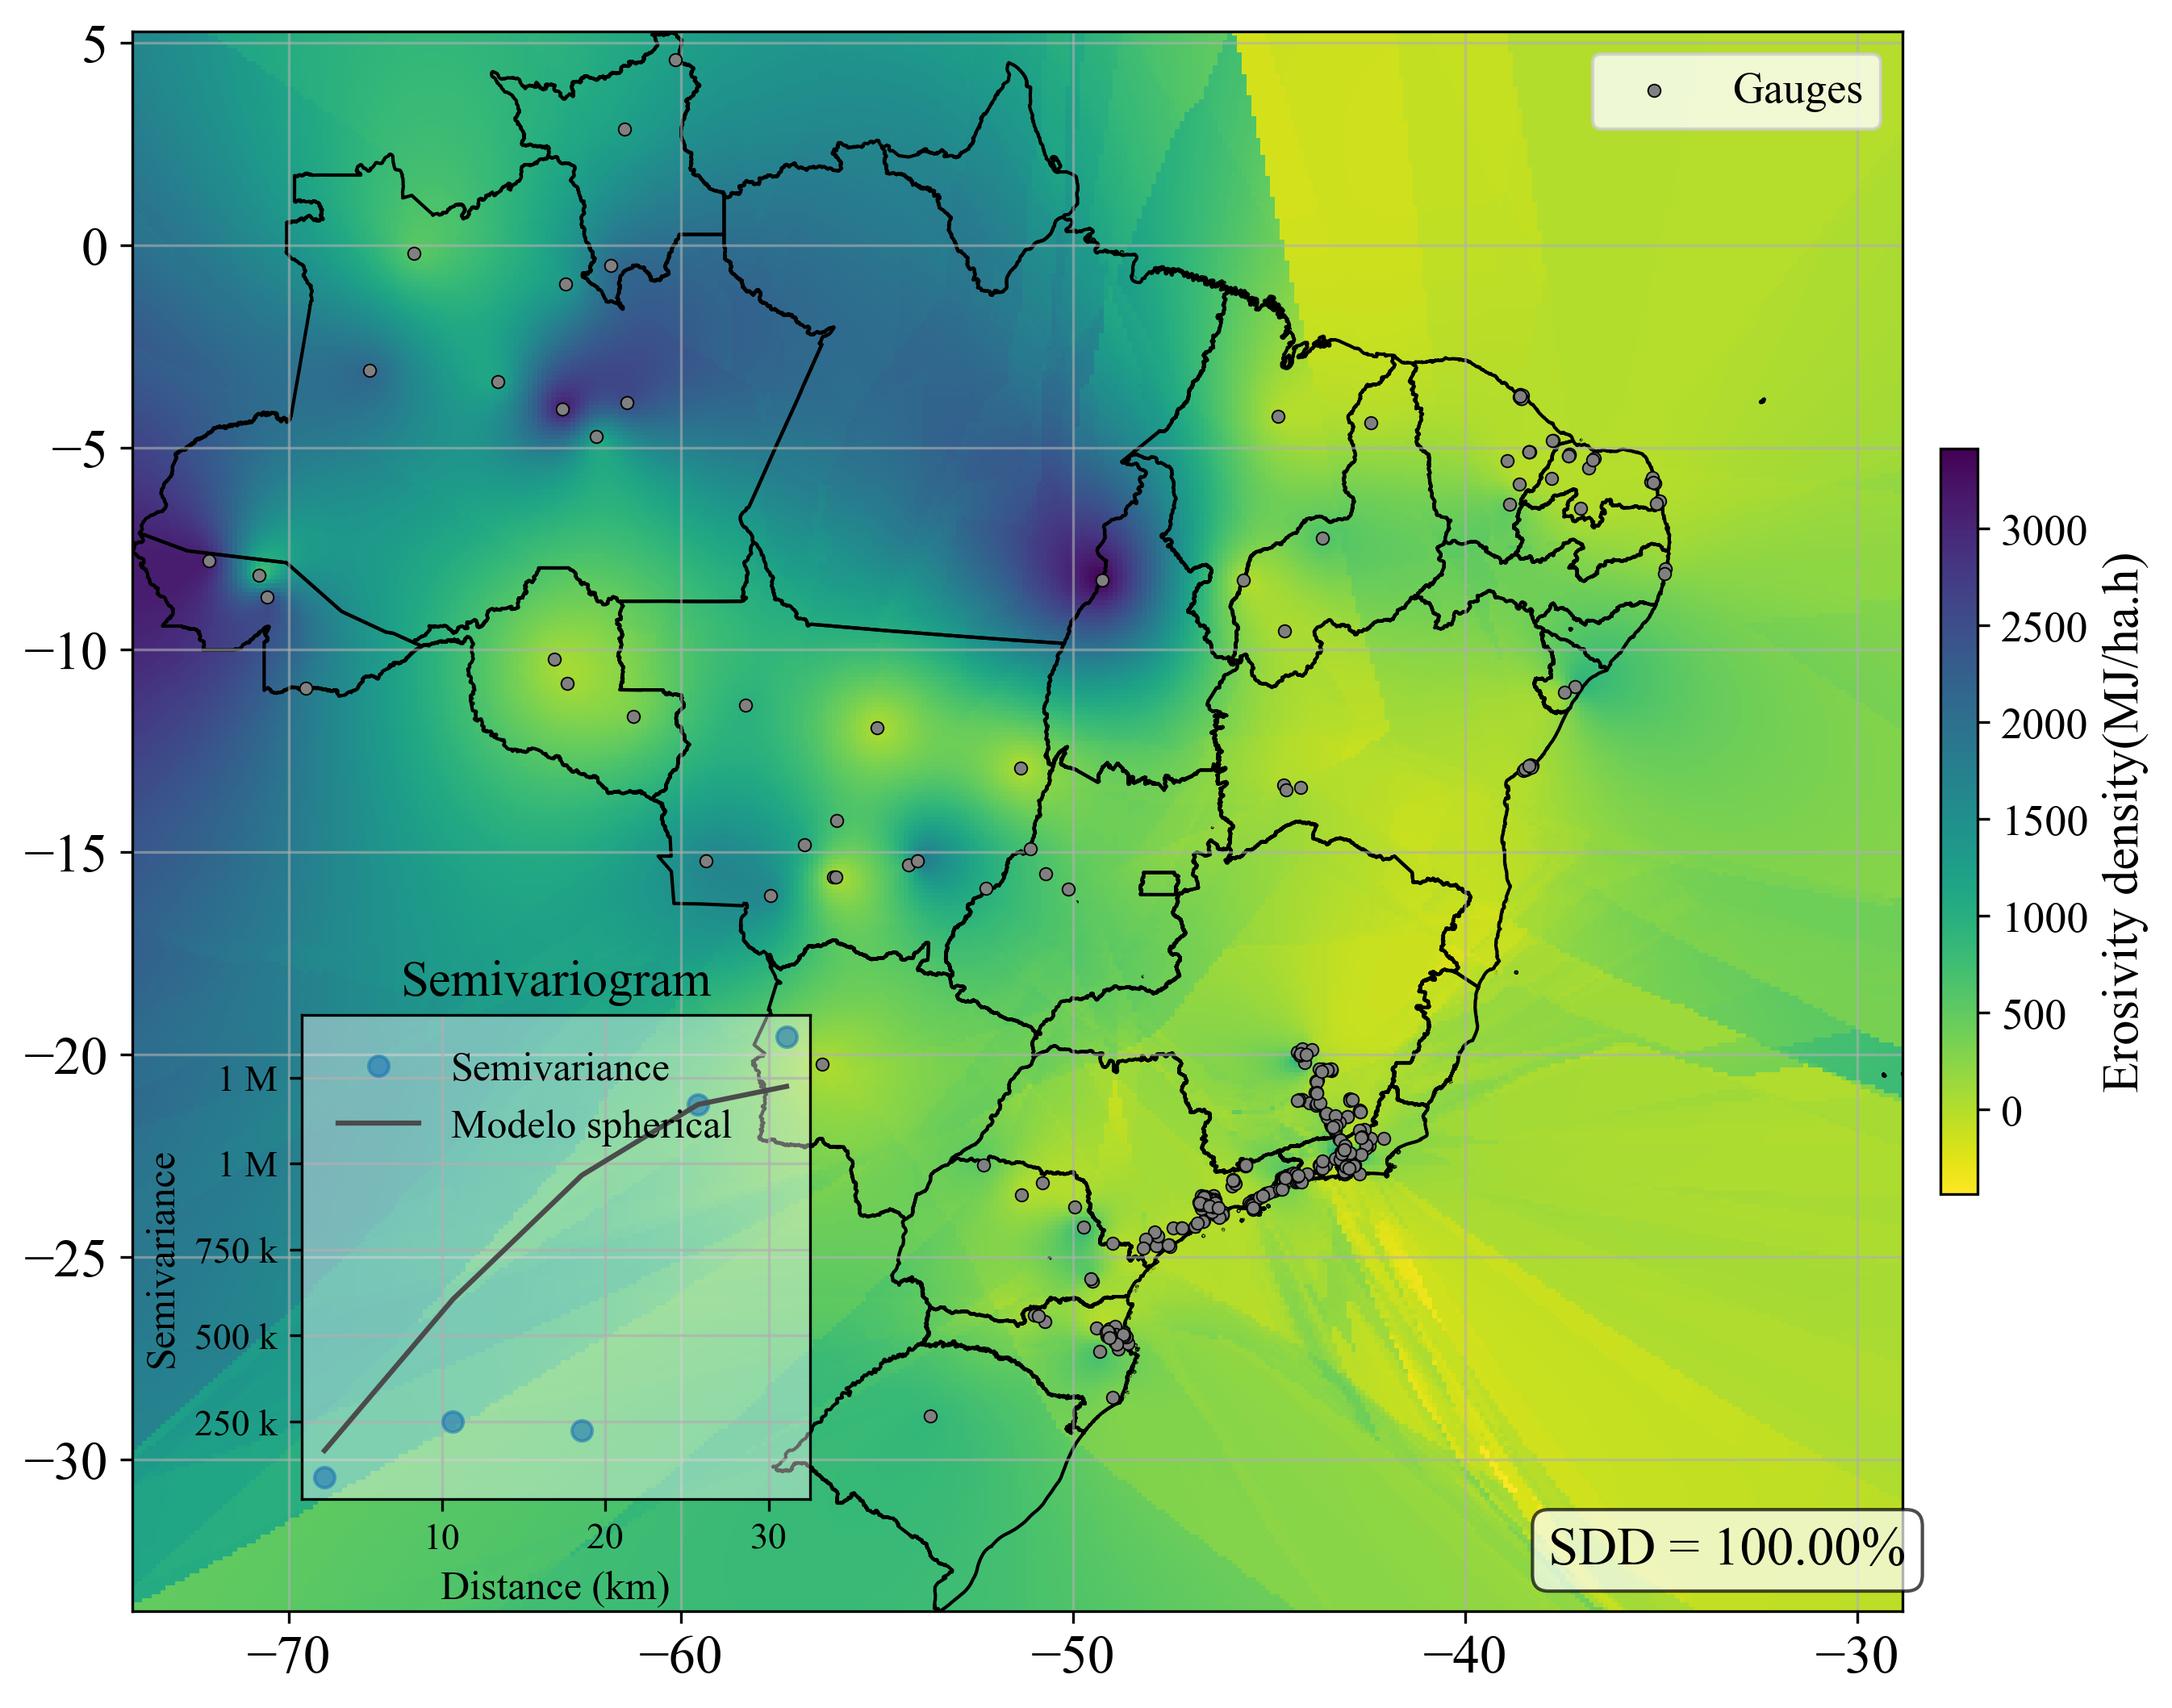 5
0
−5
−10
−15
−20
−25
−30
−70
−60
−50
−40
−30
Gauges
3000
2500
2000
1500
1000
500
0
Erosivity density(MJ/ha.h)
Semivariogram
Semivariance
Modelo spherical
1 M
1 M
750 k
500 k
250 k
Semivariance
10
20
30
Distance (km)
SDD = 100.00%